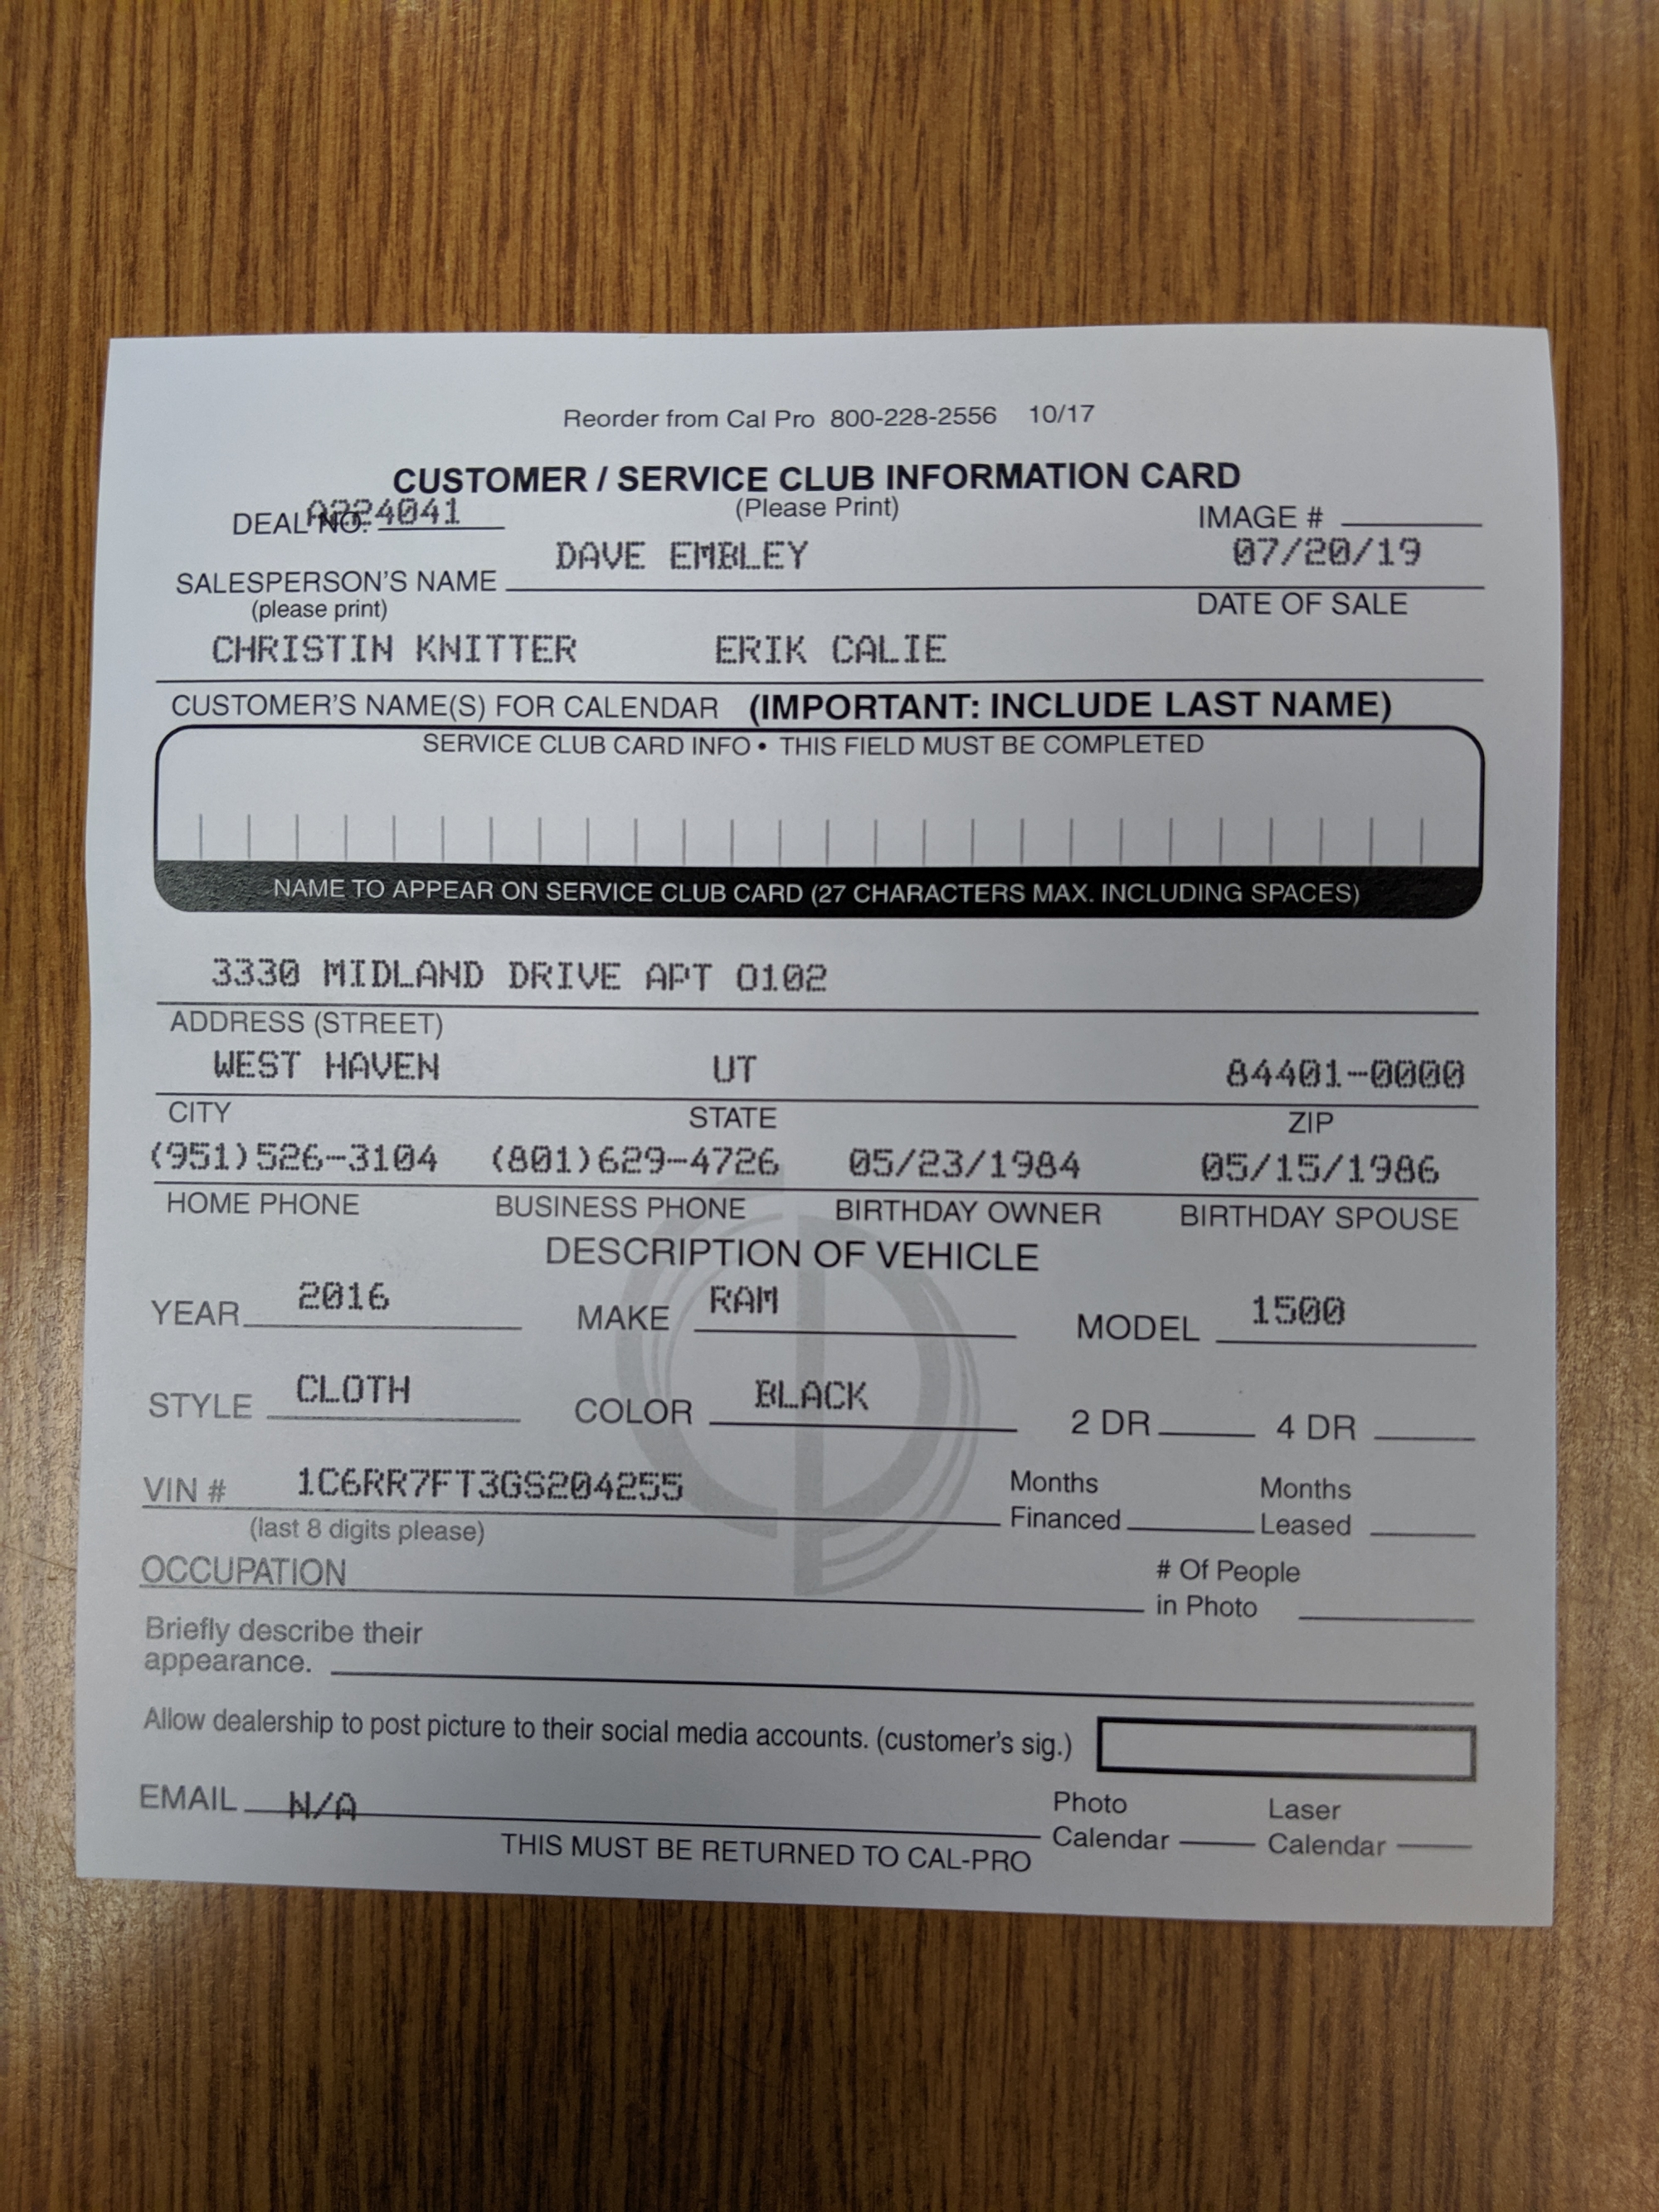 Reorder from Cal Pro 800-228-2556 10/17
CUSTOMER / SERVICE CLUB INFORMATION CARD
(Please Print)
DEAL NO. A224041 IMAGE #
DAVE EMBLEY 07/20/19
SALESPERSON'S NAME DATE OF SALE
(please print)
CHRISTIN KNITTER ERIK CALIE
CUSTOMER'S NAME(S) FOR CALENDAR (IMPORTANT: INCLUDE LAST NAME)
SERVICE CLUB CARD INFO • THIS FIELD MUST BE COMPLETED
NAME TO APPEAR ON SERVICE CLUB CARD (27 CHARACTERS MAX. INCLUDING SPACES)
3330 MIDLAND DRIVE APT O102
ADDRESS (STREET)
WEST HAVEN UT 84401-0000
CITY STATE ZIP
(951)526-3104 (801)629-4726 05/23/1984 05/15/1986
HOME PHONE BUSINESS PHONE BIRTHDAY OWNER BIRTHDAY SPOUSE
DESCRIPTION OF VEHICLE
YEAR 2016 MAKE RAM MODEL 1500
STYLE CLOTH COLOR BLACK 2 DR 4 DR
VIN # 1C6RR7FT3GS204255 Months Financed Months Leased
(last 8 digits please)
OCCUPATION # Of People in Photo
Briefly describe their
appearance.
Allow dealership to post picture to their social media accounts. (customer's sig.)
EMAIL N/A Photo Calendar Laser Calendar
THIS MUST BE RETURNED TO CAL-PRO